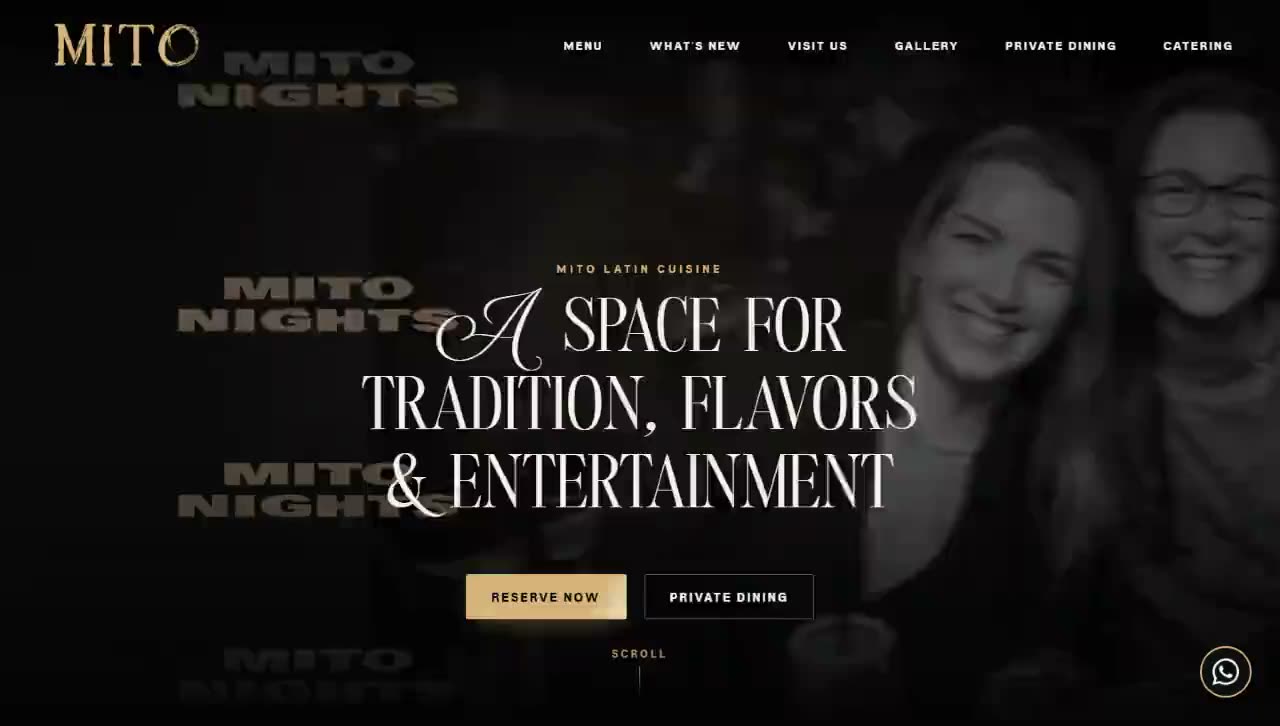 MITO
MENU
WHAT'S NEW
VISIT US
GALLERY
PRIVATE DINING
CATERING
MITO
NIGHTS
MITO
NIGHTS
MITO
NIGHTS
MITO
NIGHTS
MITO LATIN CUISINE
A SPACE FOR
TRADITION, FLAVORS
& ENTERTAINMENT
RESERVE NOW
PRIVATE DINING
SCROLL